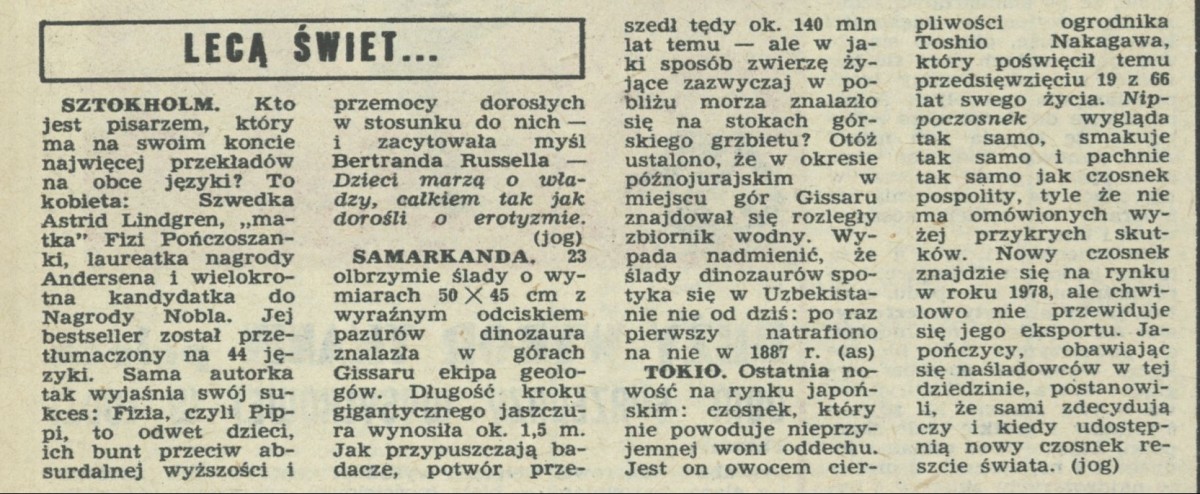 LECĄ ŚWIET...
SZTOKHOLM. Kto
jest pisarzem, który
ma na swoim koncie
najwięcej przekładów
na obce języki? To
kobieta: Szwedka
Astrid Lindgren, „ma-
tka” Fizi Pończoszan-
ki, laureatka nagrody
Andersena i wielokro-
tna kandydatka do
Nagrody Nobla. Jej
bestseller został prze-
tłumaczony na 44 ję-
zyki. Sama autorka
tak wyjaśnia swój su-
kces: Fizia, czyli Pip-
pi, to odwet dzieci,
ich bunt przeciw ab-
surdalnej wyższości i
przemocy dorosłych
w stosunku do nich —
i zacytowała myśl
Bertranda Russella —
Dzieci marzą o wła-
dzy, całkiem tak jak
dorośli o erotyzmie.
(jog)
SAMARKANDA. 23
olbrzymie ślady o wy-
miarach 50 × 45 cm z
wyraźnym odciskiem
pazurów dinozaura
znalazła w górach
Gissaru ekipa geolo-
gów. Długość kroku
gigantycznego jaszczu-
ra wynosiła ok. 1,5 m.
Jak przypuszczają ba-
dacze, potwór prze-
szedł tędy ok. 140 mln
lat temu — ale w ja-
ki sposób zwierzę ży-
jące zazwyczaj w po-
bliżu morza znalazło
się na stokach gór-
skiego grzbietu? Otóż
ustalono, że w okresie
późnojurajskim w
miejscu gór Gissaru
znajdował się rozległy
zbiornik wodny. Wy-
pada nadmienić, że
ślady dinozaurów spo-
tyka się w Uzbekista-
nie nie od dziś: po raz
pierwszy natrafiono
na nie w 1887 r. (as)
TOKIO. Ostatnia no-
wość na rynku japoń-
skim: czosnek, który
nie powoduje nieprzy-
jemnej woni oddechu.
Jest on owocem cier-
pliwości ogrodnika
Toshio Nakagawa,
który poświęcił temu
przedsięwzięciu 19 z 66
lat swego życia. Nip-
poczosnek wygląda
tak samo, smakuje
tak samo i pachnie
tak samo jak czosnek
pospolity, tyle że nie
ma omówionych wy-
żej przykrych skut-
ków. Nowy czosnek
znajdzie się na rynku
w roku 1978, ale chwi-
lowo nie przewiduje
się jego eksportu. Ja-
pończycy, obawiając
się naśladowców w tej
dziedzinie, postanowi-
li, że sami zdecydują
czy i kiedy udostęp-
nią nowy czosnek re-
szcie świata. (jog)